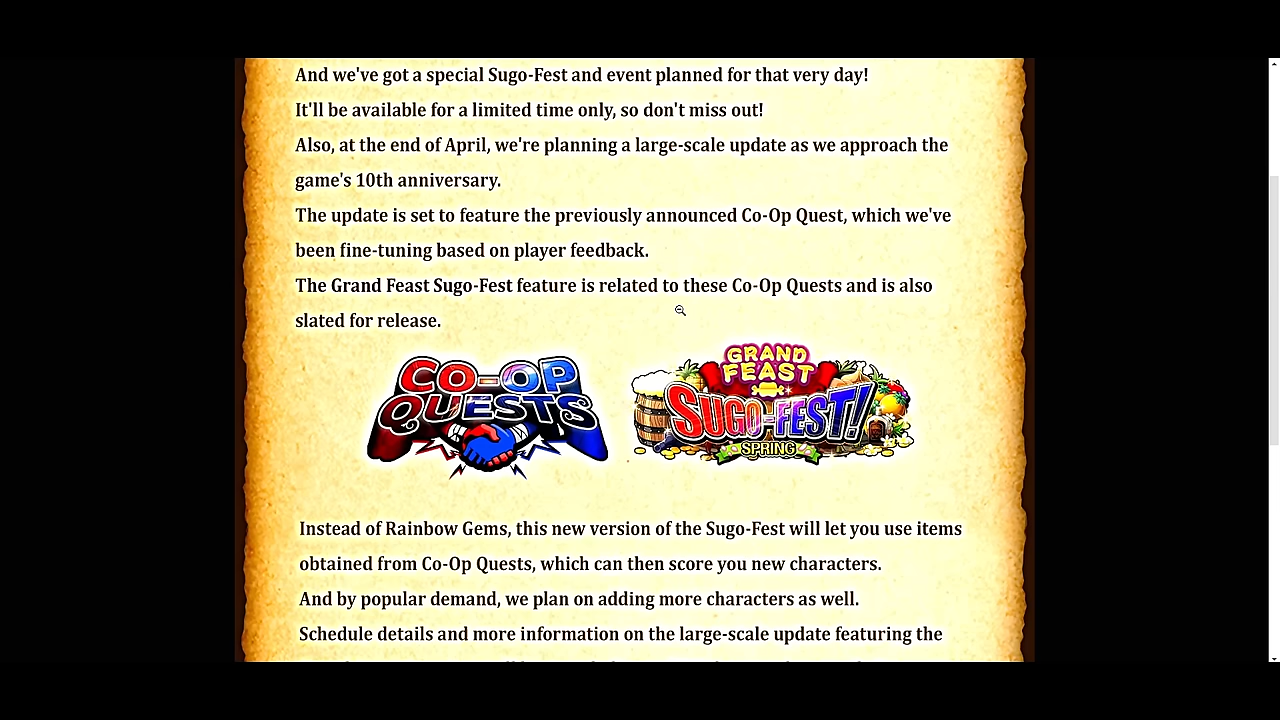 And we've got a special Sugo-Fest and event planned for that very day!
It'll be available for a limited time only, so don't miss out!
Also, at the end of April, we're planning a large-scale update as we approach the
game's 10th anniversary.
The update is set to feature the previously announced Co-Op Quest, which we've
been fine-tuning based on player feedback.
The Grand Feast Sugo-Fest feature is related to these Co-Op Quests and is also
slated for release.
CO-OP
QUESTS
GRAND
FEAST
SUGO-FEST!
SPRING
Instead of Rainbow Gems, this new version of the Sugo-Fest will let you use items
obtained from Co-Op Quests, which can then score you new characters.
And by popular demand, we plan on adding more characters as well.
Schedule details and more information on the large-scale update featuring the